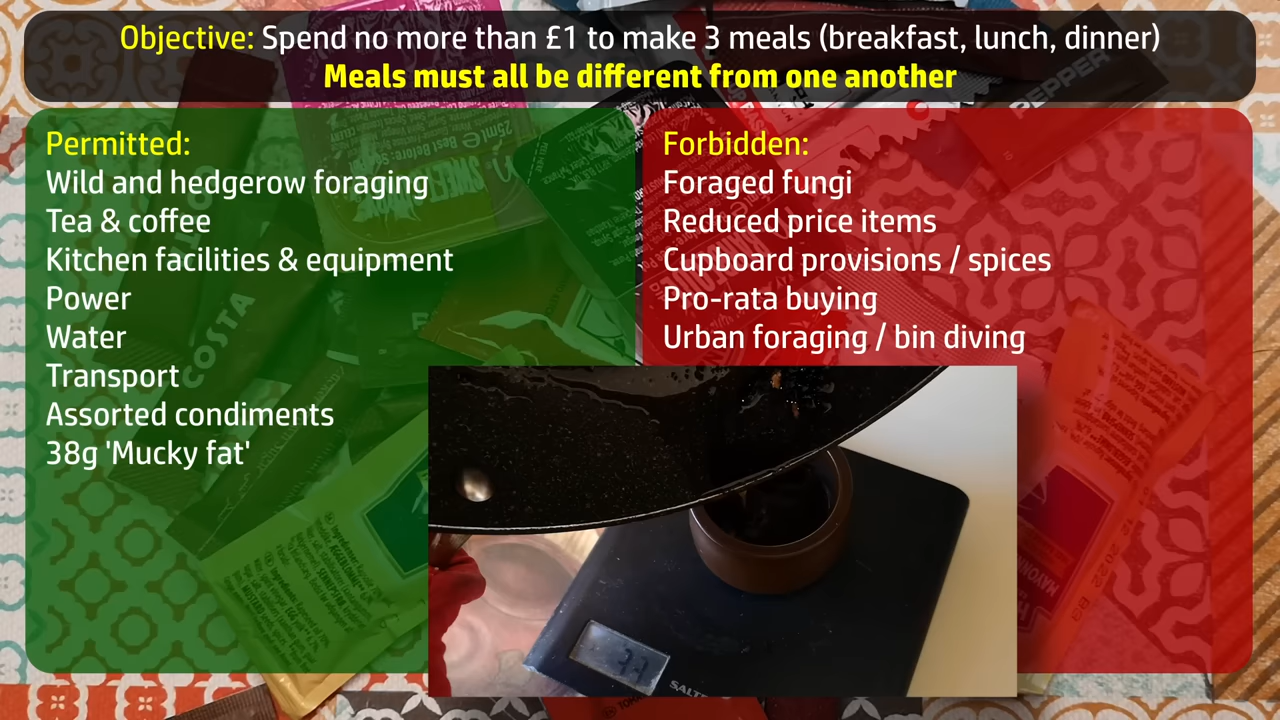 Objective: Spend no more than £1 to make 3 meals (breakfast, lunch, dinner)
Meals must all be different from one another
Permitted:
Wild and hedgerow foraging
Tea & coffee
Kitchen facilities & equipment
Power
Water
Transport
Assorted condiments
38g 'Mucky fat'
Forbidden:
Foraged fungi
Reduced price items
Cupboard provisions / spices
Pro-rata buying
Urban foraging / bin diving
PEPPER
COSTA
25ml e Best Before: